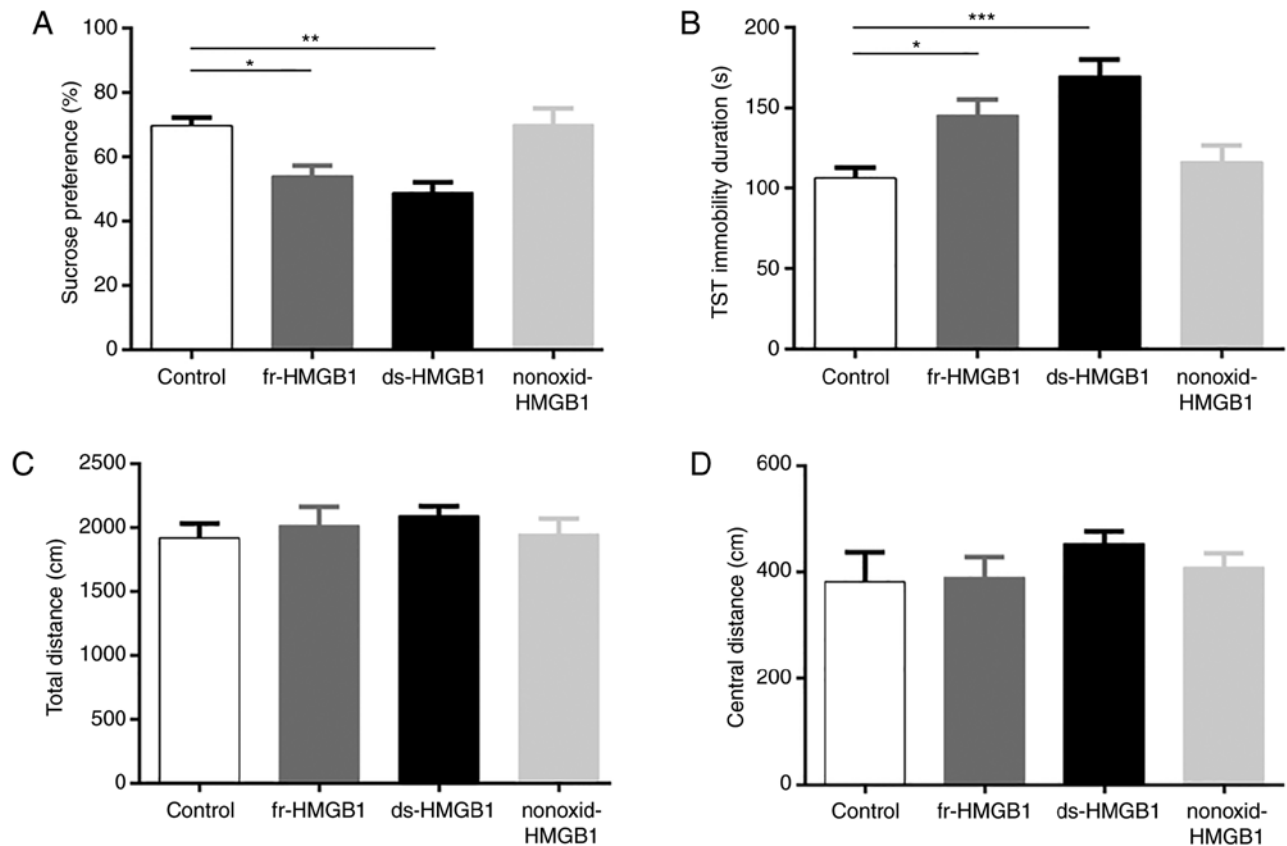 A
Sucrose preference (%)
100
80
60
40
20
0
**
*
Control
fr-HMGB1
ds-HMGB1
nonoxid-
HMGB1
B
TST immobility duration (s)
200
150
100
50
0
***
*
Control
fr-HMGB1
ds-HMGB1
nonoxid-
HMGB1
C
Total distance (cm)
2500
2000
1500
1000
500
0
Control
fr-HMGB1
ds-HMGB1
nonoxid-
HMGB1
D
Central distance (cm)
600
400
200
0
Control
fr-HMGB1
ds-HMGB1
nonoxid-
HMGB1